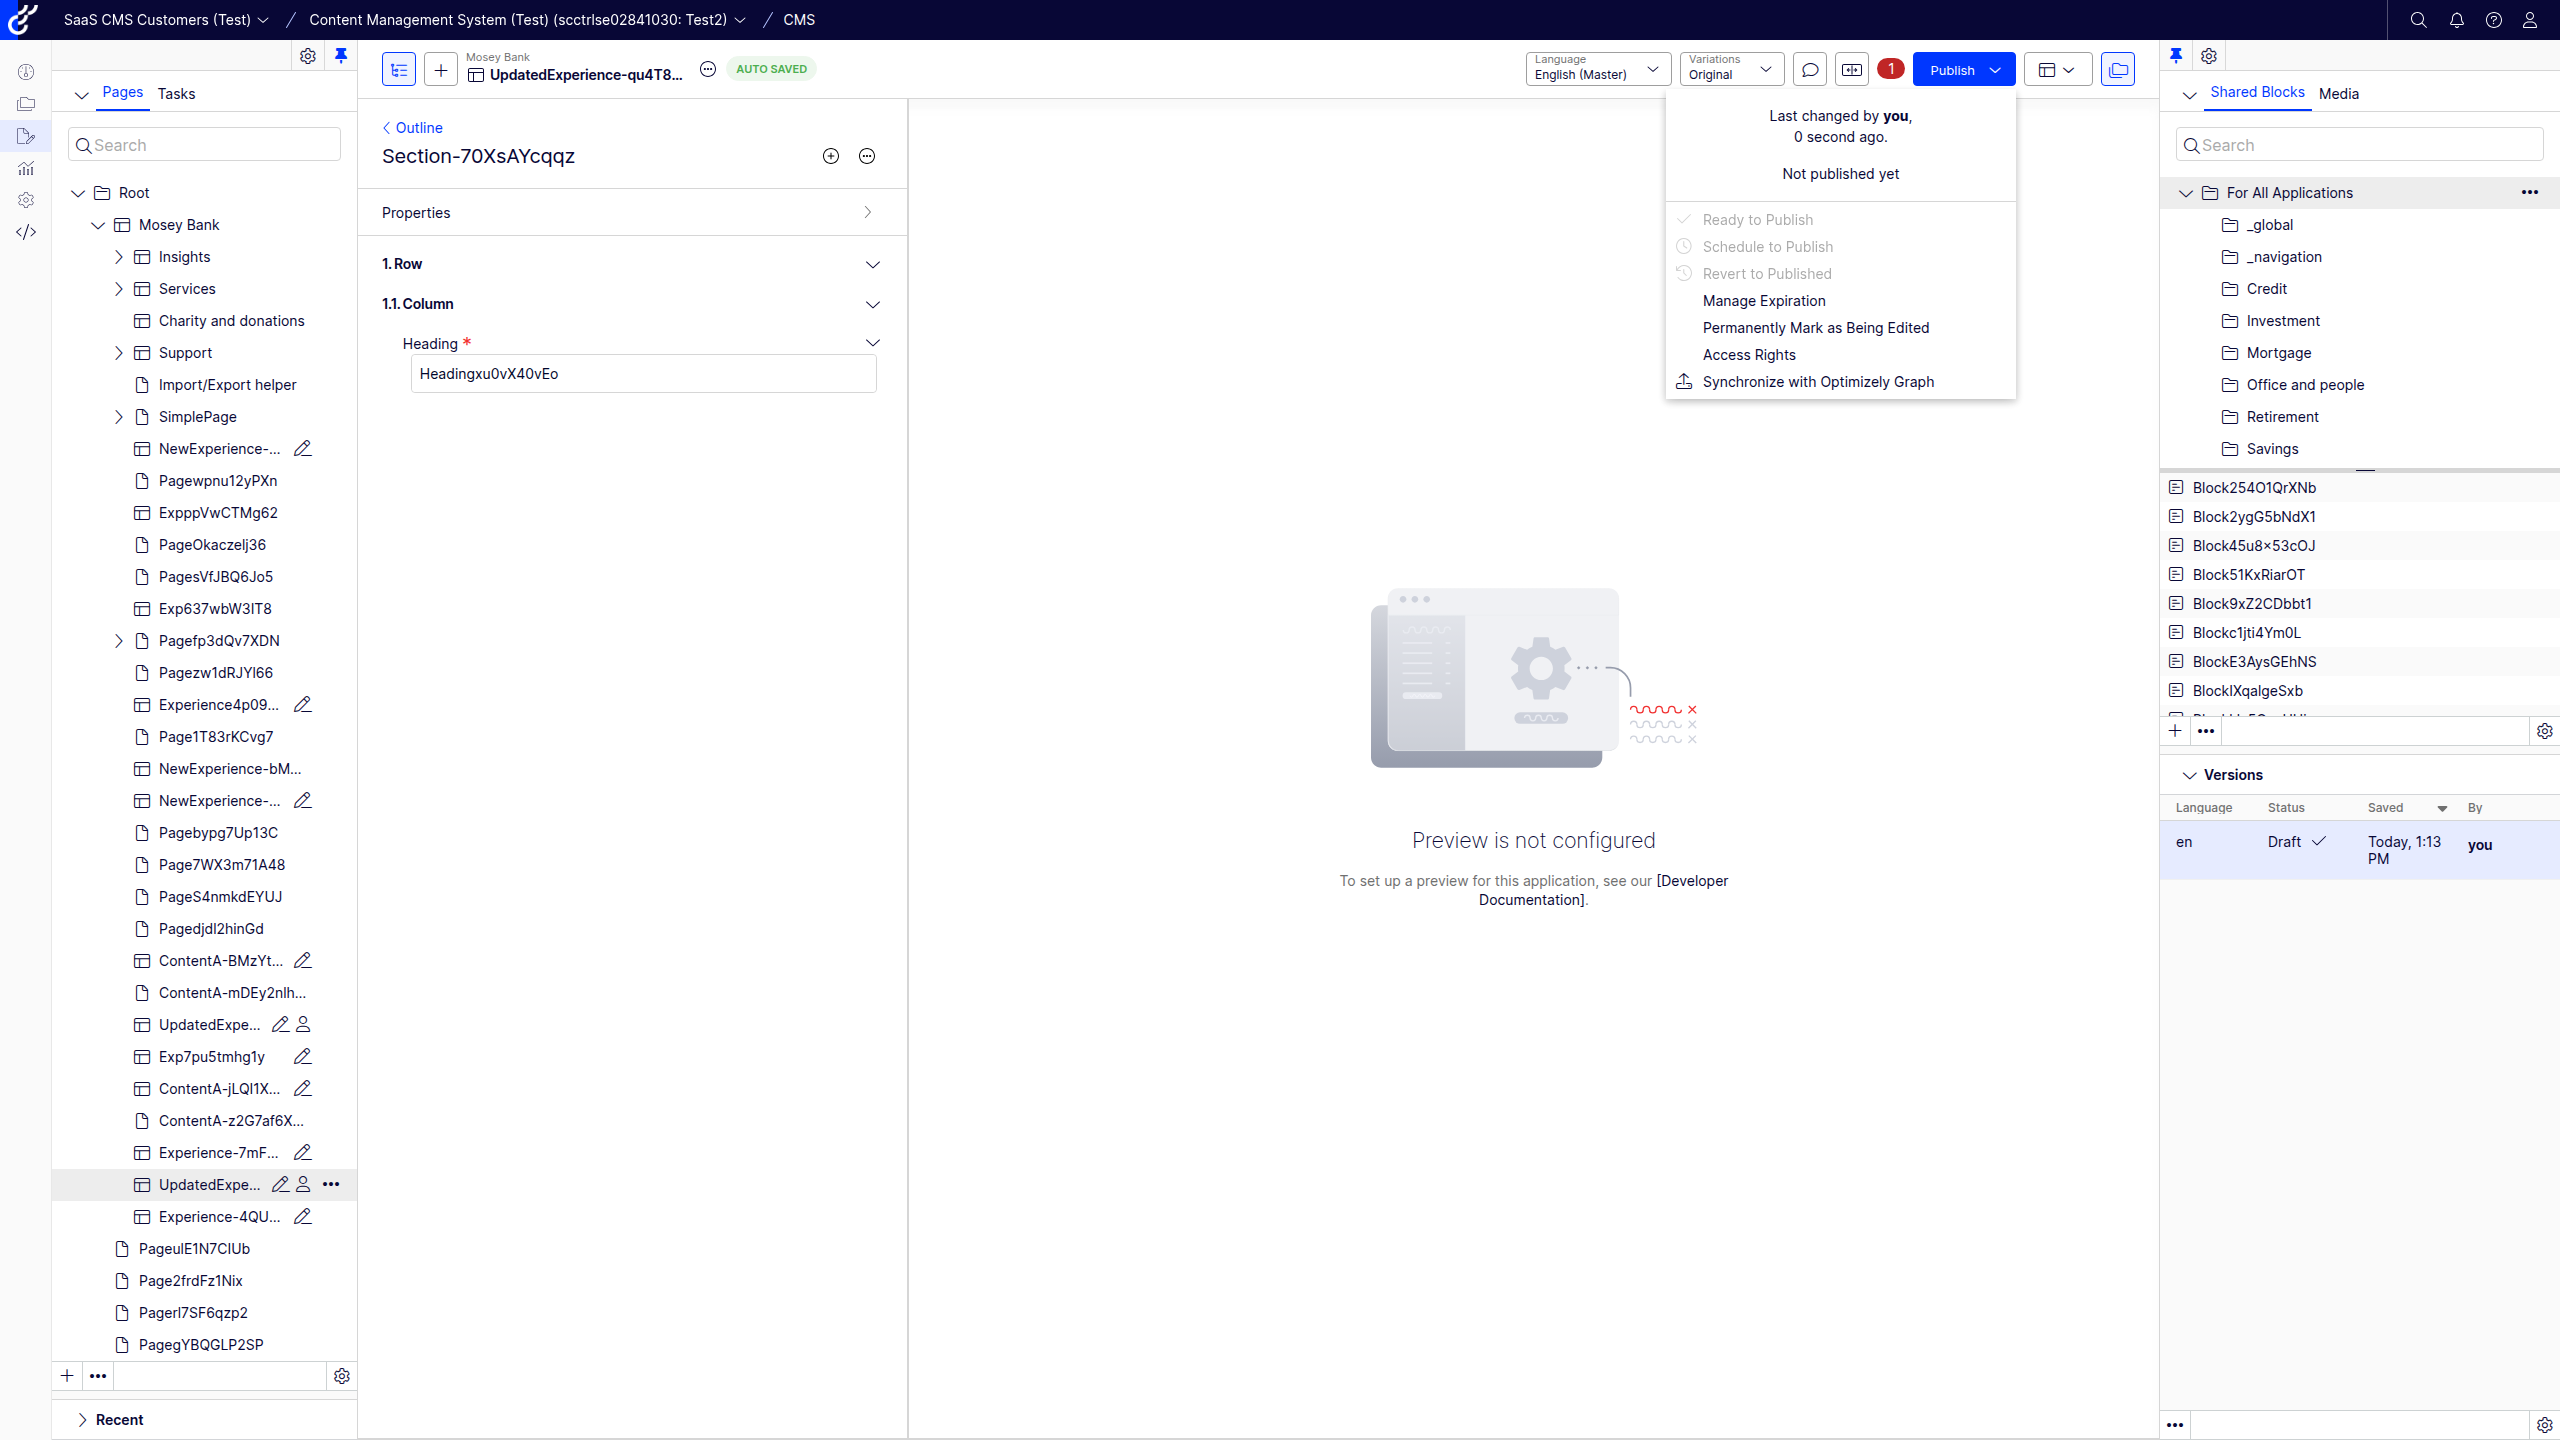 SaaS CMS Customers (Test) / Content Management System (Test) (scctrlse02841030: Test2) / CMS
Pages Tasks
Search
Root
Mosey Bank
Insights
Services
Charity and donations
Support
Import/Export helper
SimplePage
NewExperience-...
Pagewpnu12yPXn
ExpppVwCTMg62
PageOkaczelj36
PagesVfJBQ6Jo5
Exp637wbW3IT8
Pagefp3dQv7XDN
Pagezw1dRJYl66
Experience4p09...
Page1T83rKCvg7
NewExperience-bM...
NewExperience-...
Pagebypg7Up13C
Page7WX3m71A48
PageS4nmkdEYUJ
Pagedjdl2hinGd
ContentA-BMzYt...
ContentA-mDEy2nlh...
UpdatedExpe...
Exp7pu5tmhg1y
ContentA-jLQI1X...
ContentA-z2G7af6X...
Experience-7mF...
UpdatedExpe...
Experience-4QU...
PageulE1N7ClUb
Page2frdFz1Nix
Pagerl7SF6qzp2
PagegYBQGLP2SP
Recent
Mosey Bank
UpdatedExperience-qu4T8...
AUTO SAVED
Language
English (Master)
Variations
Original
1
Publish
Outline
Section-70XsAYcqqz
Properties
1. Row
1.1. Column
Heading *
Headingxu0vX40vEo
Last changed by you,
0 second ago.
Not published yet
Ready to Publish
Schedule to Publish
Revert to Published
Manage Expiration
Permanently Mark as Being Edited
Access Rights
Synchronize with Optimizely Graph
Preview is not configured
To set up a preview for this application, see our [Developer
Documentation].
Shared Blocks Media
Search
For All Applications
_global
_navigation
Credit
Investment
Mortgage
Office and people
Retirement
Savings
Block254O1QrXNb
Block2ygG5bNdX1
Block45u8x53cOJ
Block51KxRiarOT
Block9xZ2CDbbt1
Blockc1jti4Ym0L
BlockE3AysGEhNS
BlockIXqalgeSxb
Versions
Language Status Saved By
en Draft Today, 1:13 you
PM